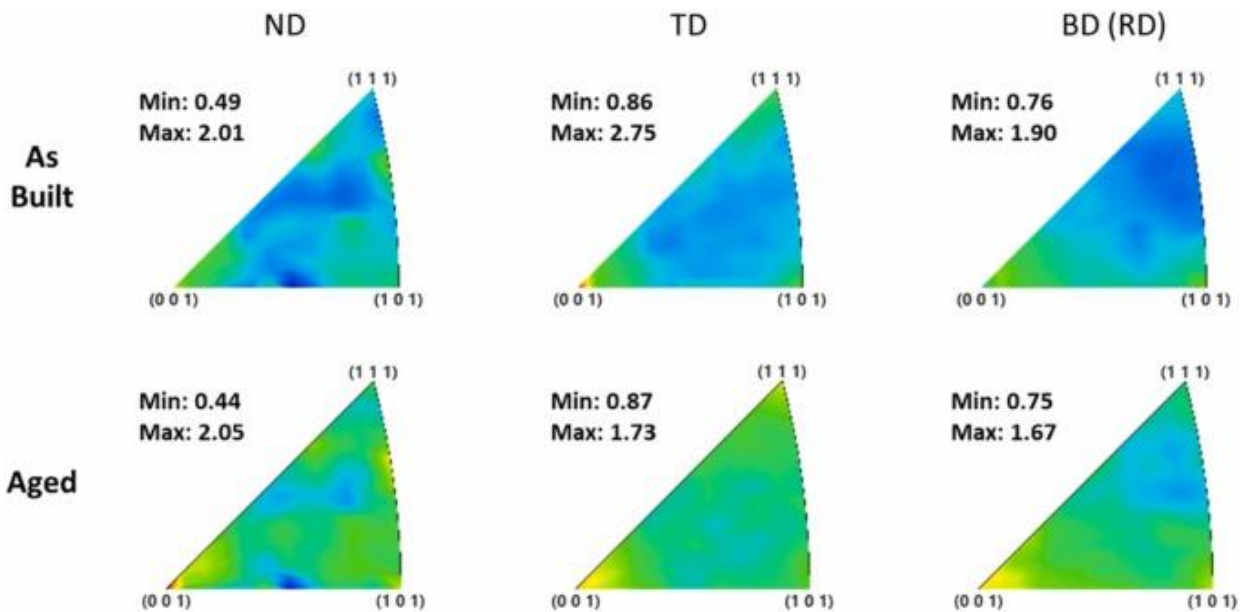 ND TD BD (RD)
(1 1 1) (1 1 1) (1 1 1)
Min: 0.49 Min: 0.86 Min: 0.76
Max: 2.01 Max: 2.75 Max: 1.90
As
Built
(0 0 1) (1 0 1) (0 0 1) (1 0 1) (0 0 1) (1 0 1)
(1 1 1) (1 1 1) (1 1 1)
Min: 0.44 Min: 0.87 Min: 0.75
Max: 2.05 Max: 1.73 Max: 1.67
Aged
(0 0 1) (1 0 1) (0 0 1) (1 0 1) (0 0 1) (1 0 1)